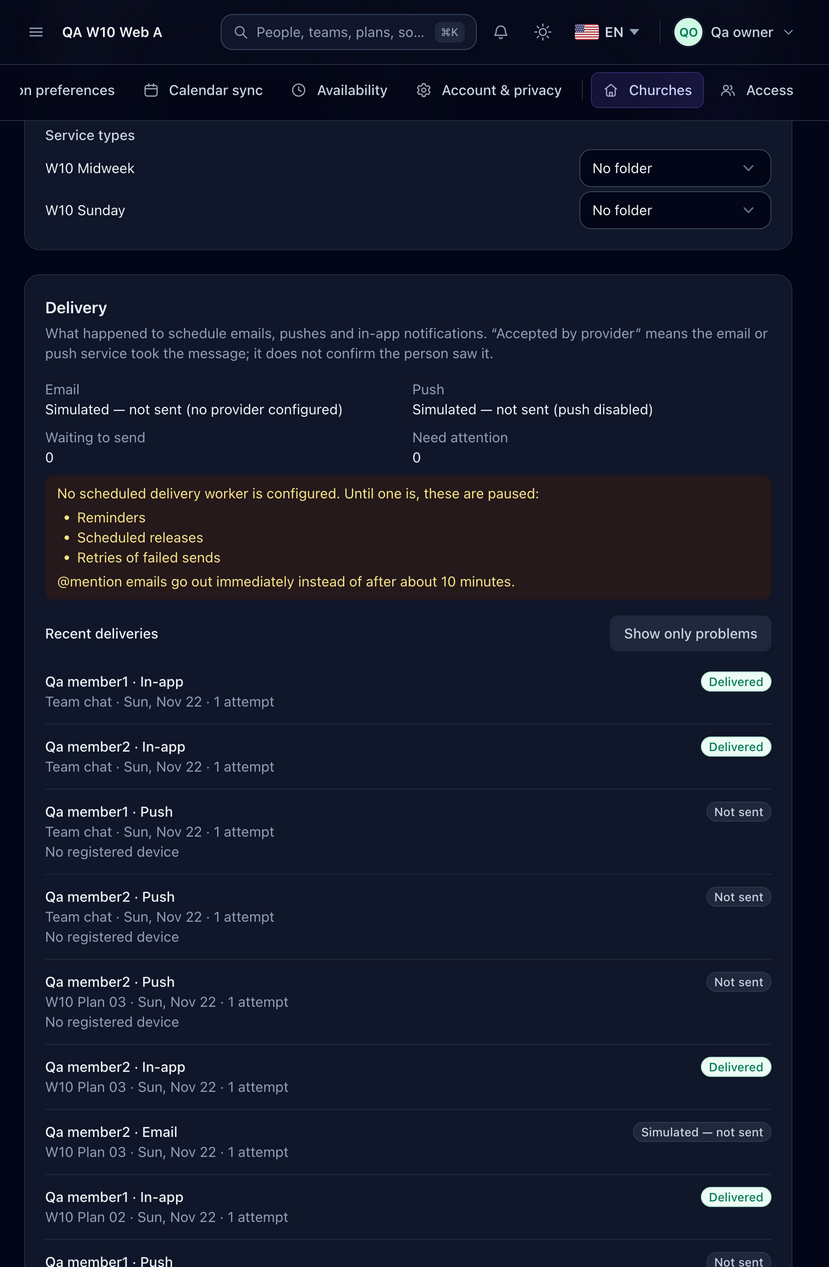 QA W10 Web A
People, teams, plans, so... ⌘K
EN
QO Qa owner
on preferences
Calendar sync
Availability
Account & privacy
Churches
Access
Service types
W10 Midweek
No folder
W10 Sunday
No folder
Delivery
What happened to schedule emails, pushes and in-app notifications. “Accepted by provider” means the email or
push service took the message; it does not confirm the person saw it.
Email
Simulated — not sent (no provider configured)
Push
Simulated — not sent (push disabled)
Waiting to send
0
Need attention
0
No scheduled delivery worker is configured. Until one is, these are paused:
• Reminders
• Scheduled releases
• Retries of failed sends
@mention emails go out immediately instead of after about 10 minutes.
Recent deliveries
Show only problems
Qa member1 · In-app
Delivered
Team chat · Sun, Nov 22 · 1 attempt
Qa member2 · In-app
Delivered
Team chat · Sun, Nov 22 · 1 attempt
Qa member1 · Push
Not sent
Team chat · Sun, Nov 22 · 1 attempt
No registered device
Qa member2 · Push
Not sent
Team chat · Sun, Nov 22 · 1 attempt
No registered device
Qa member2 · Push
Not sent
W10 Plan 03 · Sun, Nov 22 · 1 attempt
No registered device
Qa member2 · In-app
Delivered
W10 Plan 03 · Sun, Nov 22 · 1 attempt
Qa member2 · Email
Simulated — not sent
W10 Plan 03 · Sun, Nov 22 · 1 attempt
Qa member1 · In-app
Delivered
W10 Plan 02 · Sun, Nov 22 · 1 attempt
Qa member1 · Push
Not sent